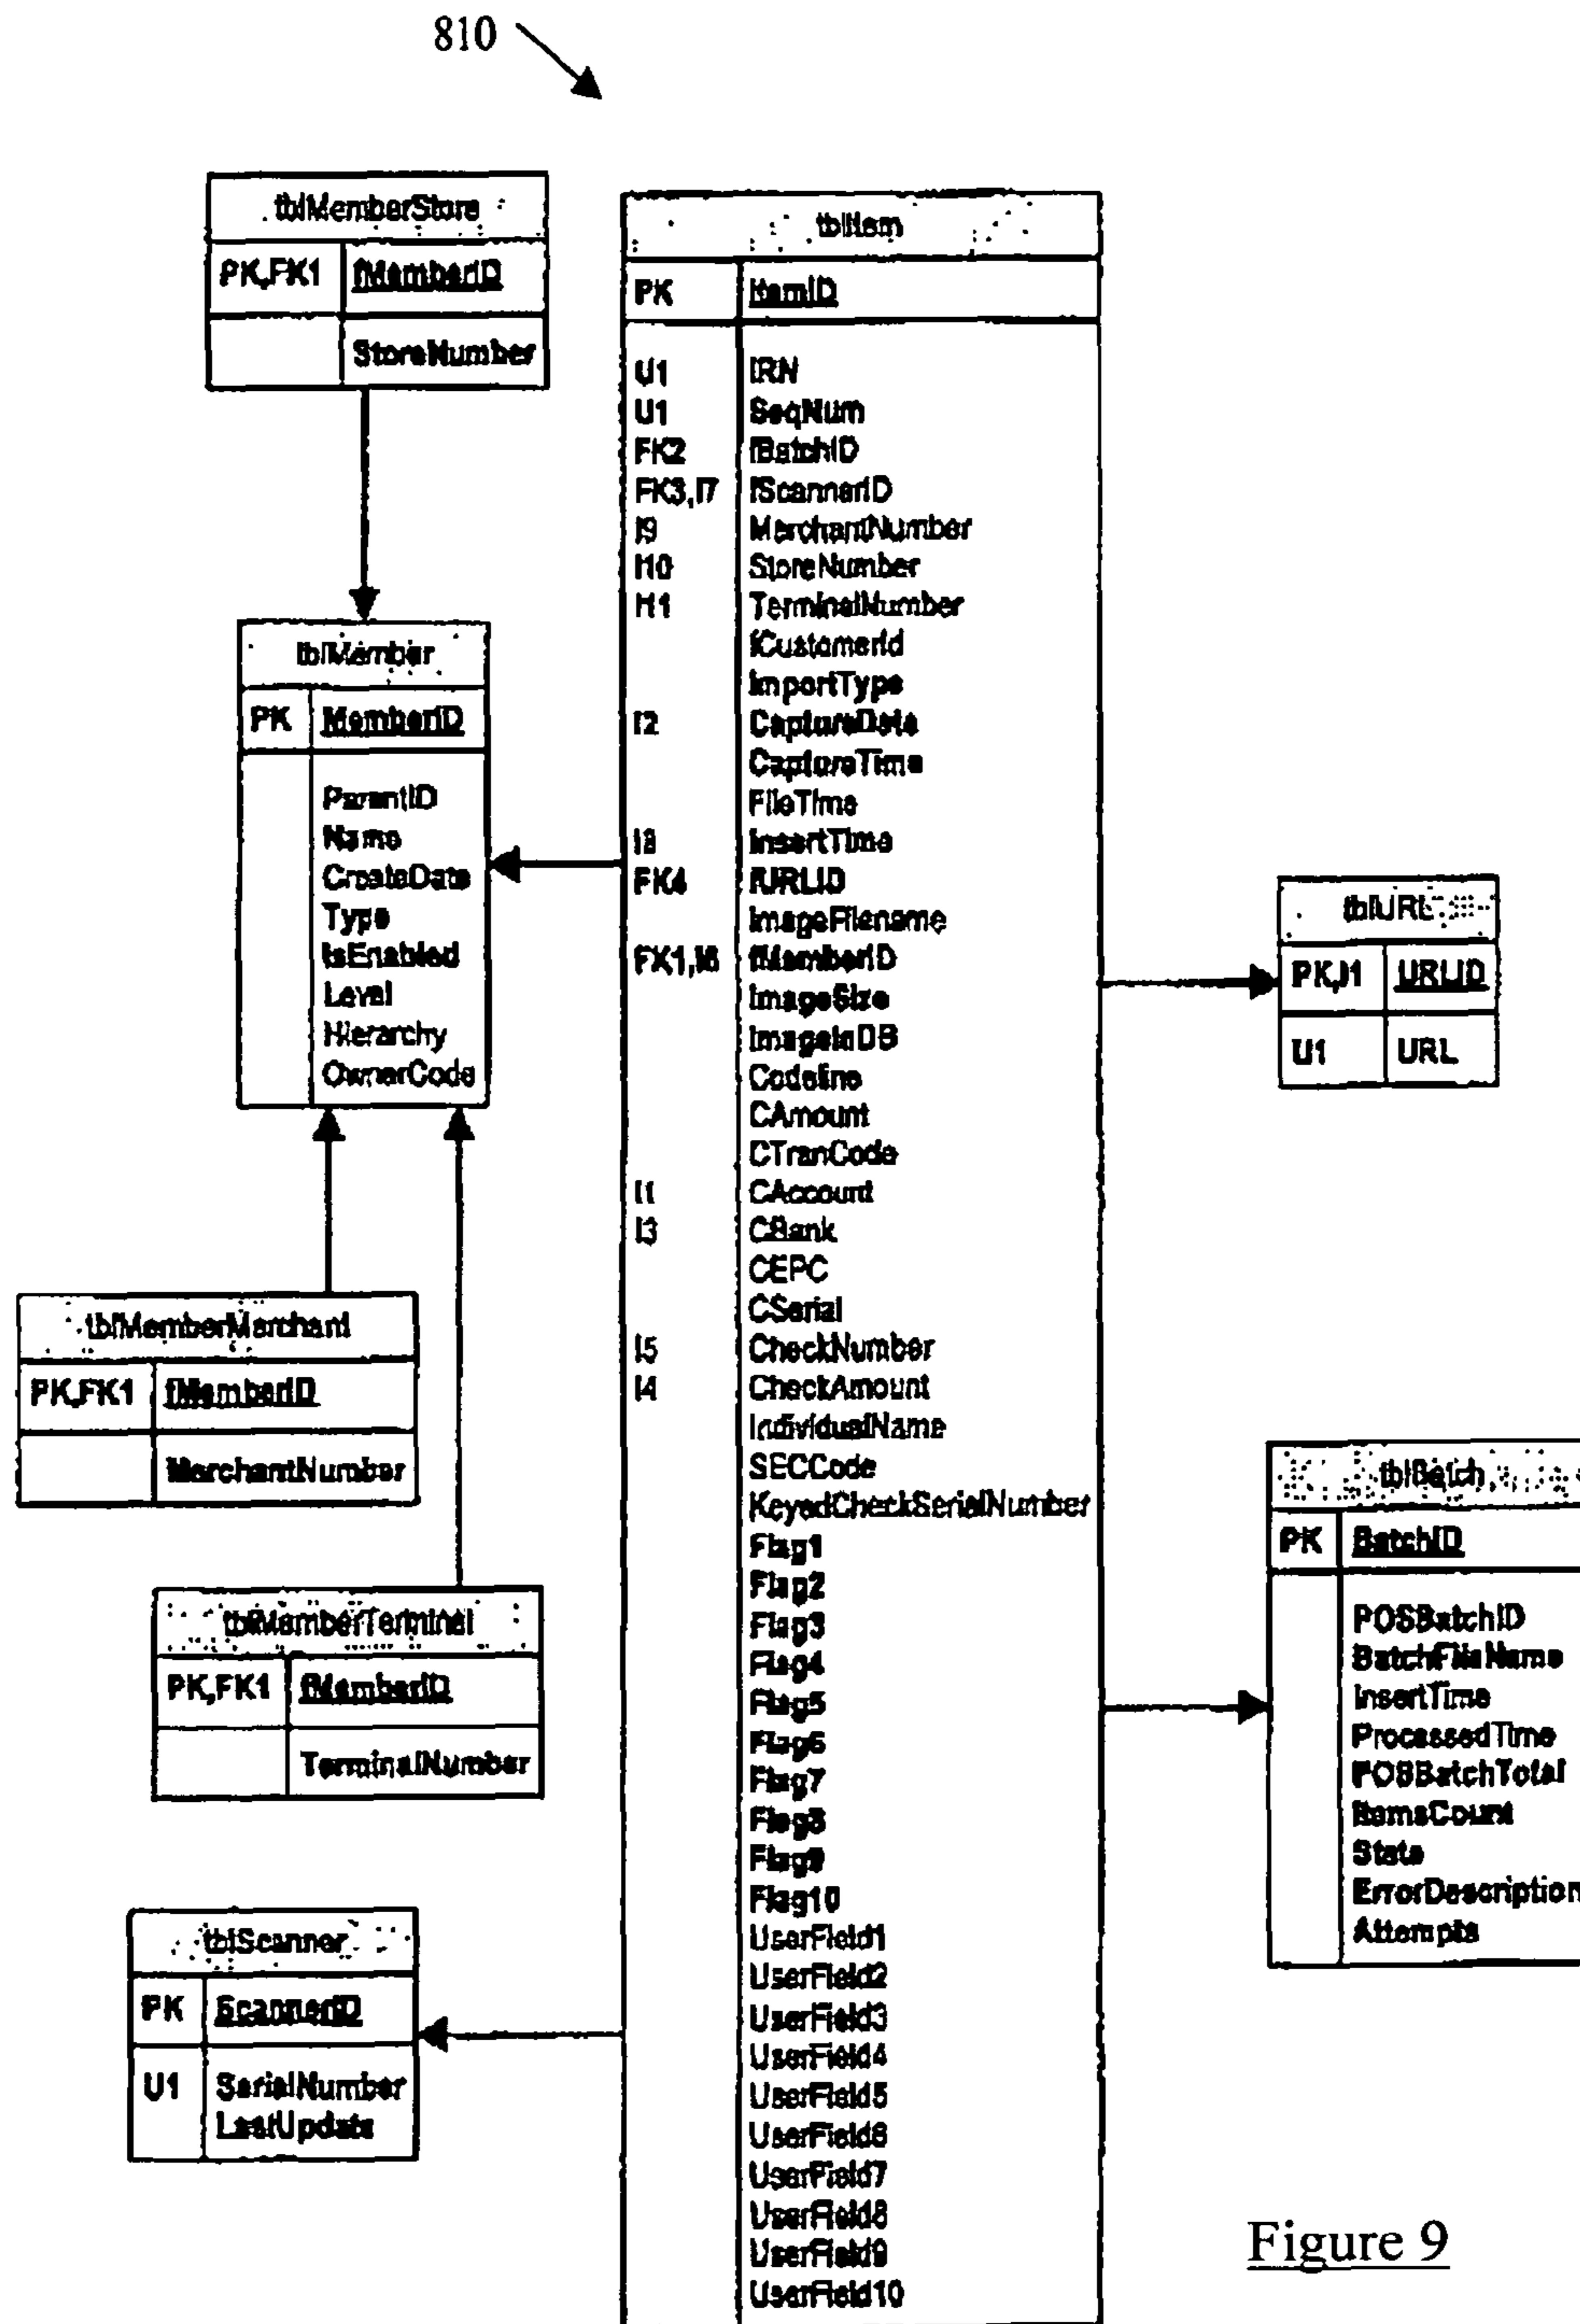 810
tblMemberStore
PK,FK1 fMemberID
StoreNumber
tblItem
PK ItemID
U1 IRN
U1 SeqNum
FK2 fBatchID
FK3,I7 fScannerID
I9 MerchantNumber
I10 StoreNumber
I11 TerminalNumber
fCustomerId
ImportType
I2 CaptureDate
CaptureTime
FileTime
InsertTime
FK4 fURLID
ImageFilename
FK1,I6 fMemberID
ImageSize
ImageInDB
Codeline
CAmount
CTranCode
I1 CAccount
I3 CBank
CEPC
CSerial
I5 CheckNumber
I4 CheckAmount
IndividualName
SECCode
KeyedCheckSerialNumber
Flag1
Flag2
Flag3
Flag4
Flag5
Flag6
Flag7
Flag8
Flag9
Flag10
UserField1
UserField2
UserField3
UserField4
UserField5
UserField6
UserField7
UserField8
UserField9
UserField10
tblMember
PK MemberID
ParentID
Name
CreateDate
Type
IsEnabled
Level
Hierarchy
OwnerCode
tblURL
PK,I1 URLID
U1 URL
tblMemberMerchant
PK,FK1 fMemberID
MerchantNumber
tblMemberTerminal
PK,FK1 fMemberID
TerminalNumber
tblBatch
PK BatchID
POSBatchID
BatchFileName
InsertTime
ProcessedTime
POSBatchTotal
ItemsCount
State
ErrorDescription
Attempts
tblScanner
PK ScannerID
U1 SerialNumber
LastUpdate
Figure 9